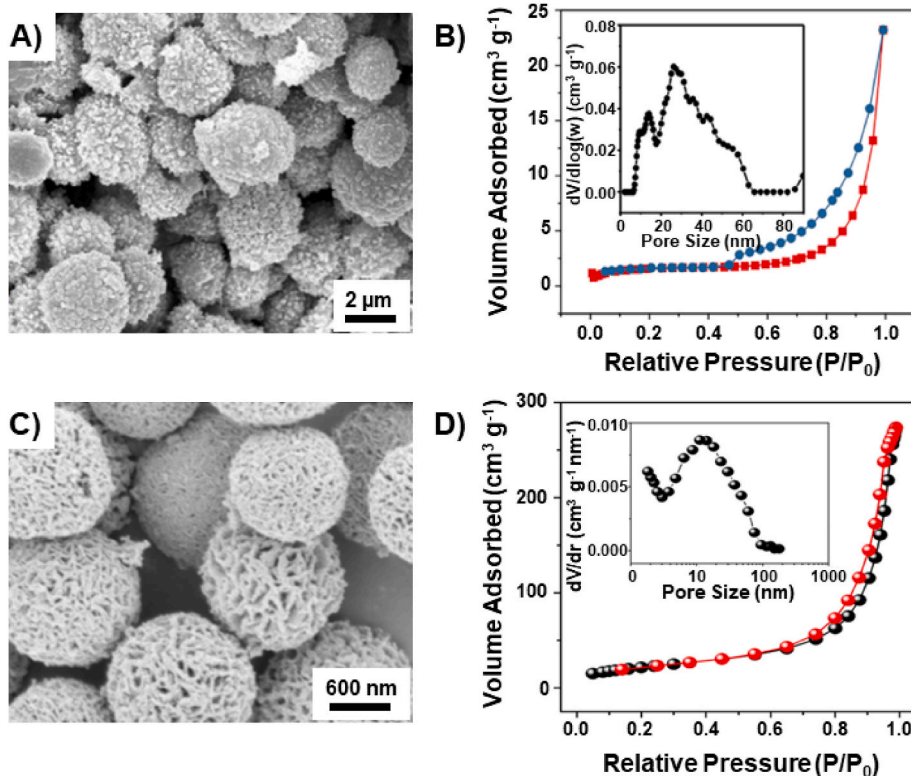 A)
2 µm
B)
Volume Adsorbed (cm³ g⁻¹)
25
20
15
10
5
0
0.0 0.2 0.4 0.6 0.8 1.0
Relative Pressure (P/P₀)
dV/dlog(w) (cm³ g⁻¹)
0.08
0.06
0.04
0.02
0.00
0 20 40 60 80
Pore Size (nm)
C)
600 nm
D)
Volume Adsorbed (cm³ g⁻¹)
300
200
100
0
0.0 0.2 0.4 0.6 0.8 1.0
Relative Pressure (P/P₀)
dV/dr (cm³ g⁻¹ nm⁻¹)
0.010
0.005
0.000
0 10 100 1000
Pore Size (nm)